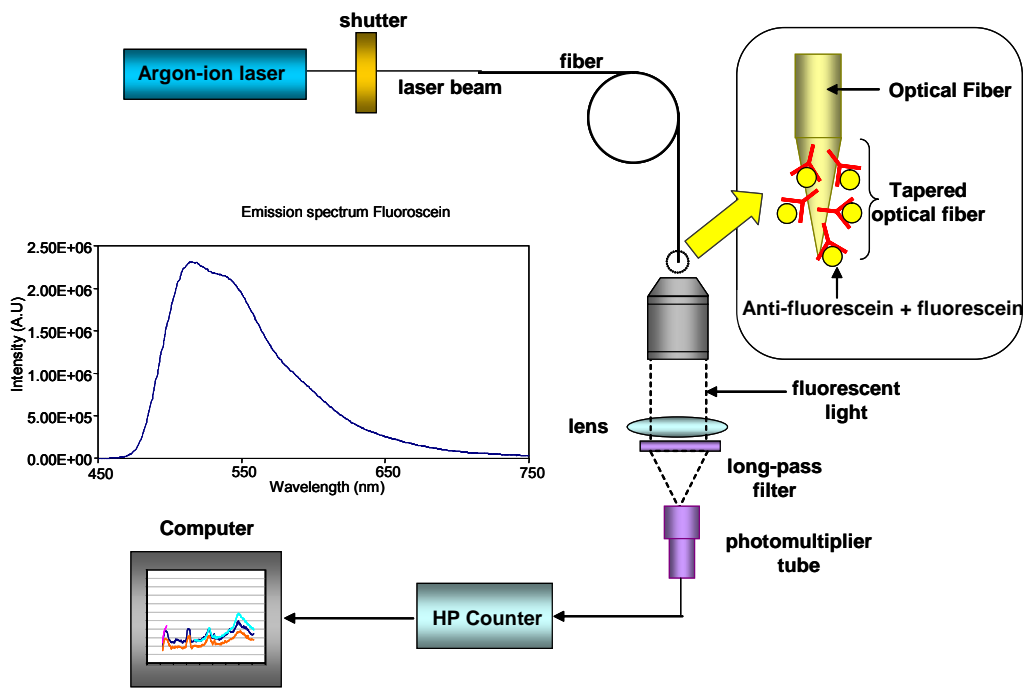 shutter
Argon-ion laser
laser beam
fiber
Optical Fiber
Tapered
optical fiber
Anti-fluorescein + fluorescein
Emission spectrum Fluoroscein
Intensity (A.U)
2.50E+06
2.00E+06
1.50E+06
1.00E+06
5.00E+05
0.00E+00
450
550
650
750
Wavelength (nm)
fluorescent
light
lens
long-pass
filter
photomultiplier
tube
HP Counter
Computer